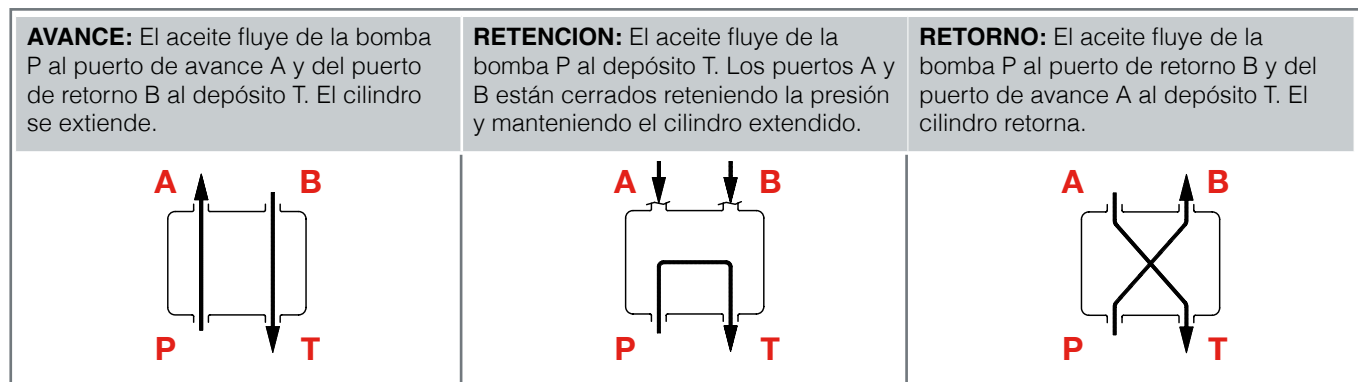 AVANCE: El aceite fluye de la bomba
P al puerto de avance A y del puerto
de retorno B al depósito T. El cilindro
se extiende.
RETENCION: El aceite fluye de la
bomba P al depósito T. Los puertos A y
B están cerrados reteniendo la presión
y manteniendo el cilindro extendido.
RETORNO: El aceite fluye de la
bomba P al puerto de retorno B y del
puerto de avance A al depósito T. El
cilindro retorna.
A B
P T
A B
P T
A B
P T